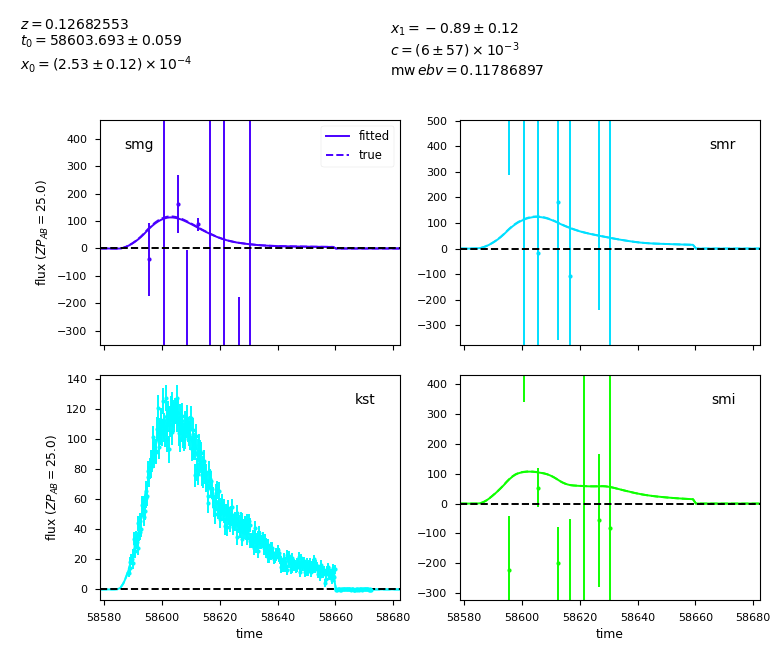 z = 0.12682553
t₀ = 58603.693 ± 0.059
x₀ = (2.53 ± 0.12) × 10⁻⁴
x₁ = −0.89 ± 0.12
c = (6 ± 57) × 10⁻³
mw ebv = 0.11786897
smg
fitted
true
400
300
200
100
0
−100
−200
−300
flux (ZP_AB = 25.0)
smr
500
400
300
200
100
0
−100
−200
−300
kst
140
120
100
80
60
40
20
0
flux (ZP_AB = 25.0)
58580 58600 58620 58640 58660 58680
time
smi
400
300
200
100
0
−100
−200
−300
58580 58600 58620 58640 58660 58680
time